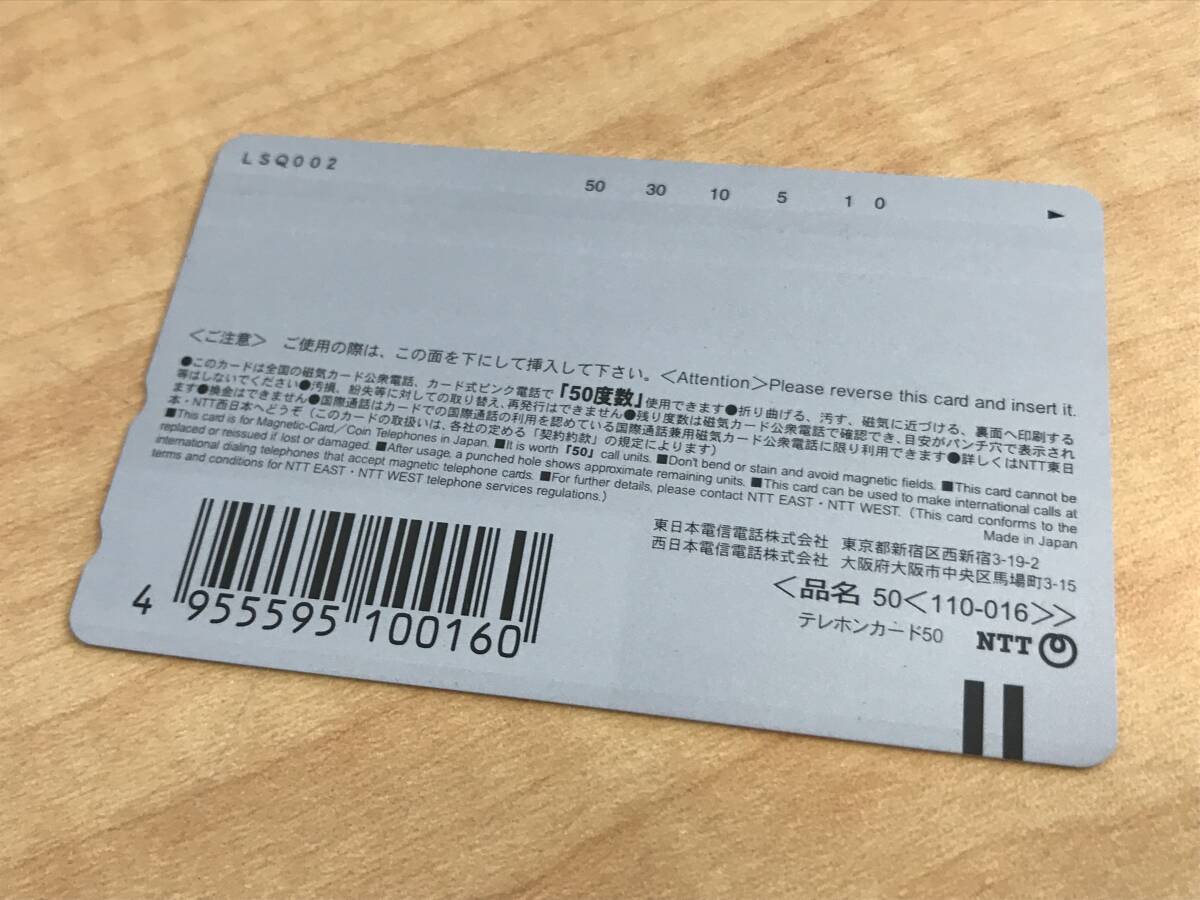 LSQ002
50 30 10 5 1 0
＜ご注意＞ ご使用の際は、この面を下にして挿入して下さい。＜Attention＞Please reverse this card and insert it.
●このカードは全国の磁気カード公衆電話、カード式ピンク電話で「50度数」使用できます●折り曲げる、汚す、磁気に近づける、裏面へ印刷する
等はしないでください●汚損、紛失等に対しての取り替え、再発行はできません●残り度数は磁気カード公衆電話で確認でき、目安がパンチ穴で表示され
ます●換金はできません●国際通話はカードでの国際通話の利用を認めている国際通話兼用磁気カード公衆電話に限り利用できます●詳しくはNTT東日
本・NTT西日本へどうぞ（このカードの取扱いは、各社の定める「契約約款」の規定によります）
■This card is for Magnetic-Card／Coin Telephones in Japan. ■It is worth「50」call units. ■Don't bend or stain and avoid magnetic fields. ■This card cannot be
replaced or reissued if lost or damaged. ■After usage, a punched hole shows approximate remaining units. ■This card can be used to make international calls at
international dialing telephones that accept magnetic telephone cards. ■For further details, please contact NTT EAST・NTT WEST. (This card conforms to the
terms and conditions for NTT EAST・NTT WEST telephone services regulations.)
Made in Japan
東日本電信電話株式会社 東京都新宿区西新宿3-19-2
西日本電信電話株式会社 大阪府大阪市中央区馬場町3-15
＜品名 50＜110-016＞＞
テレホンカード50 NTT
4 955595 100160